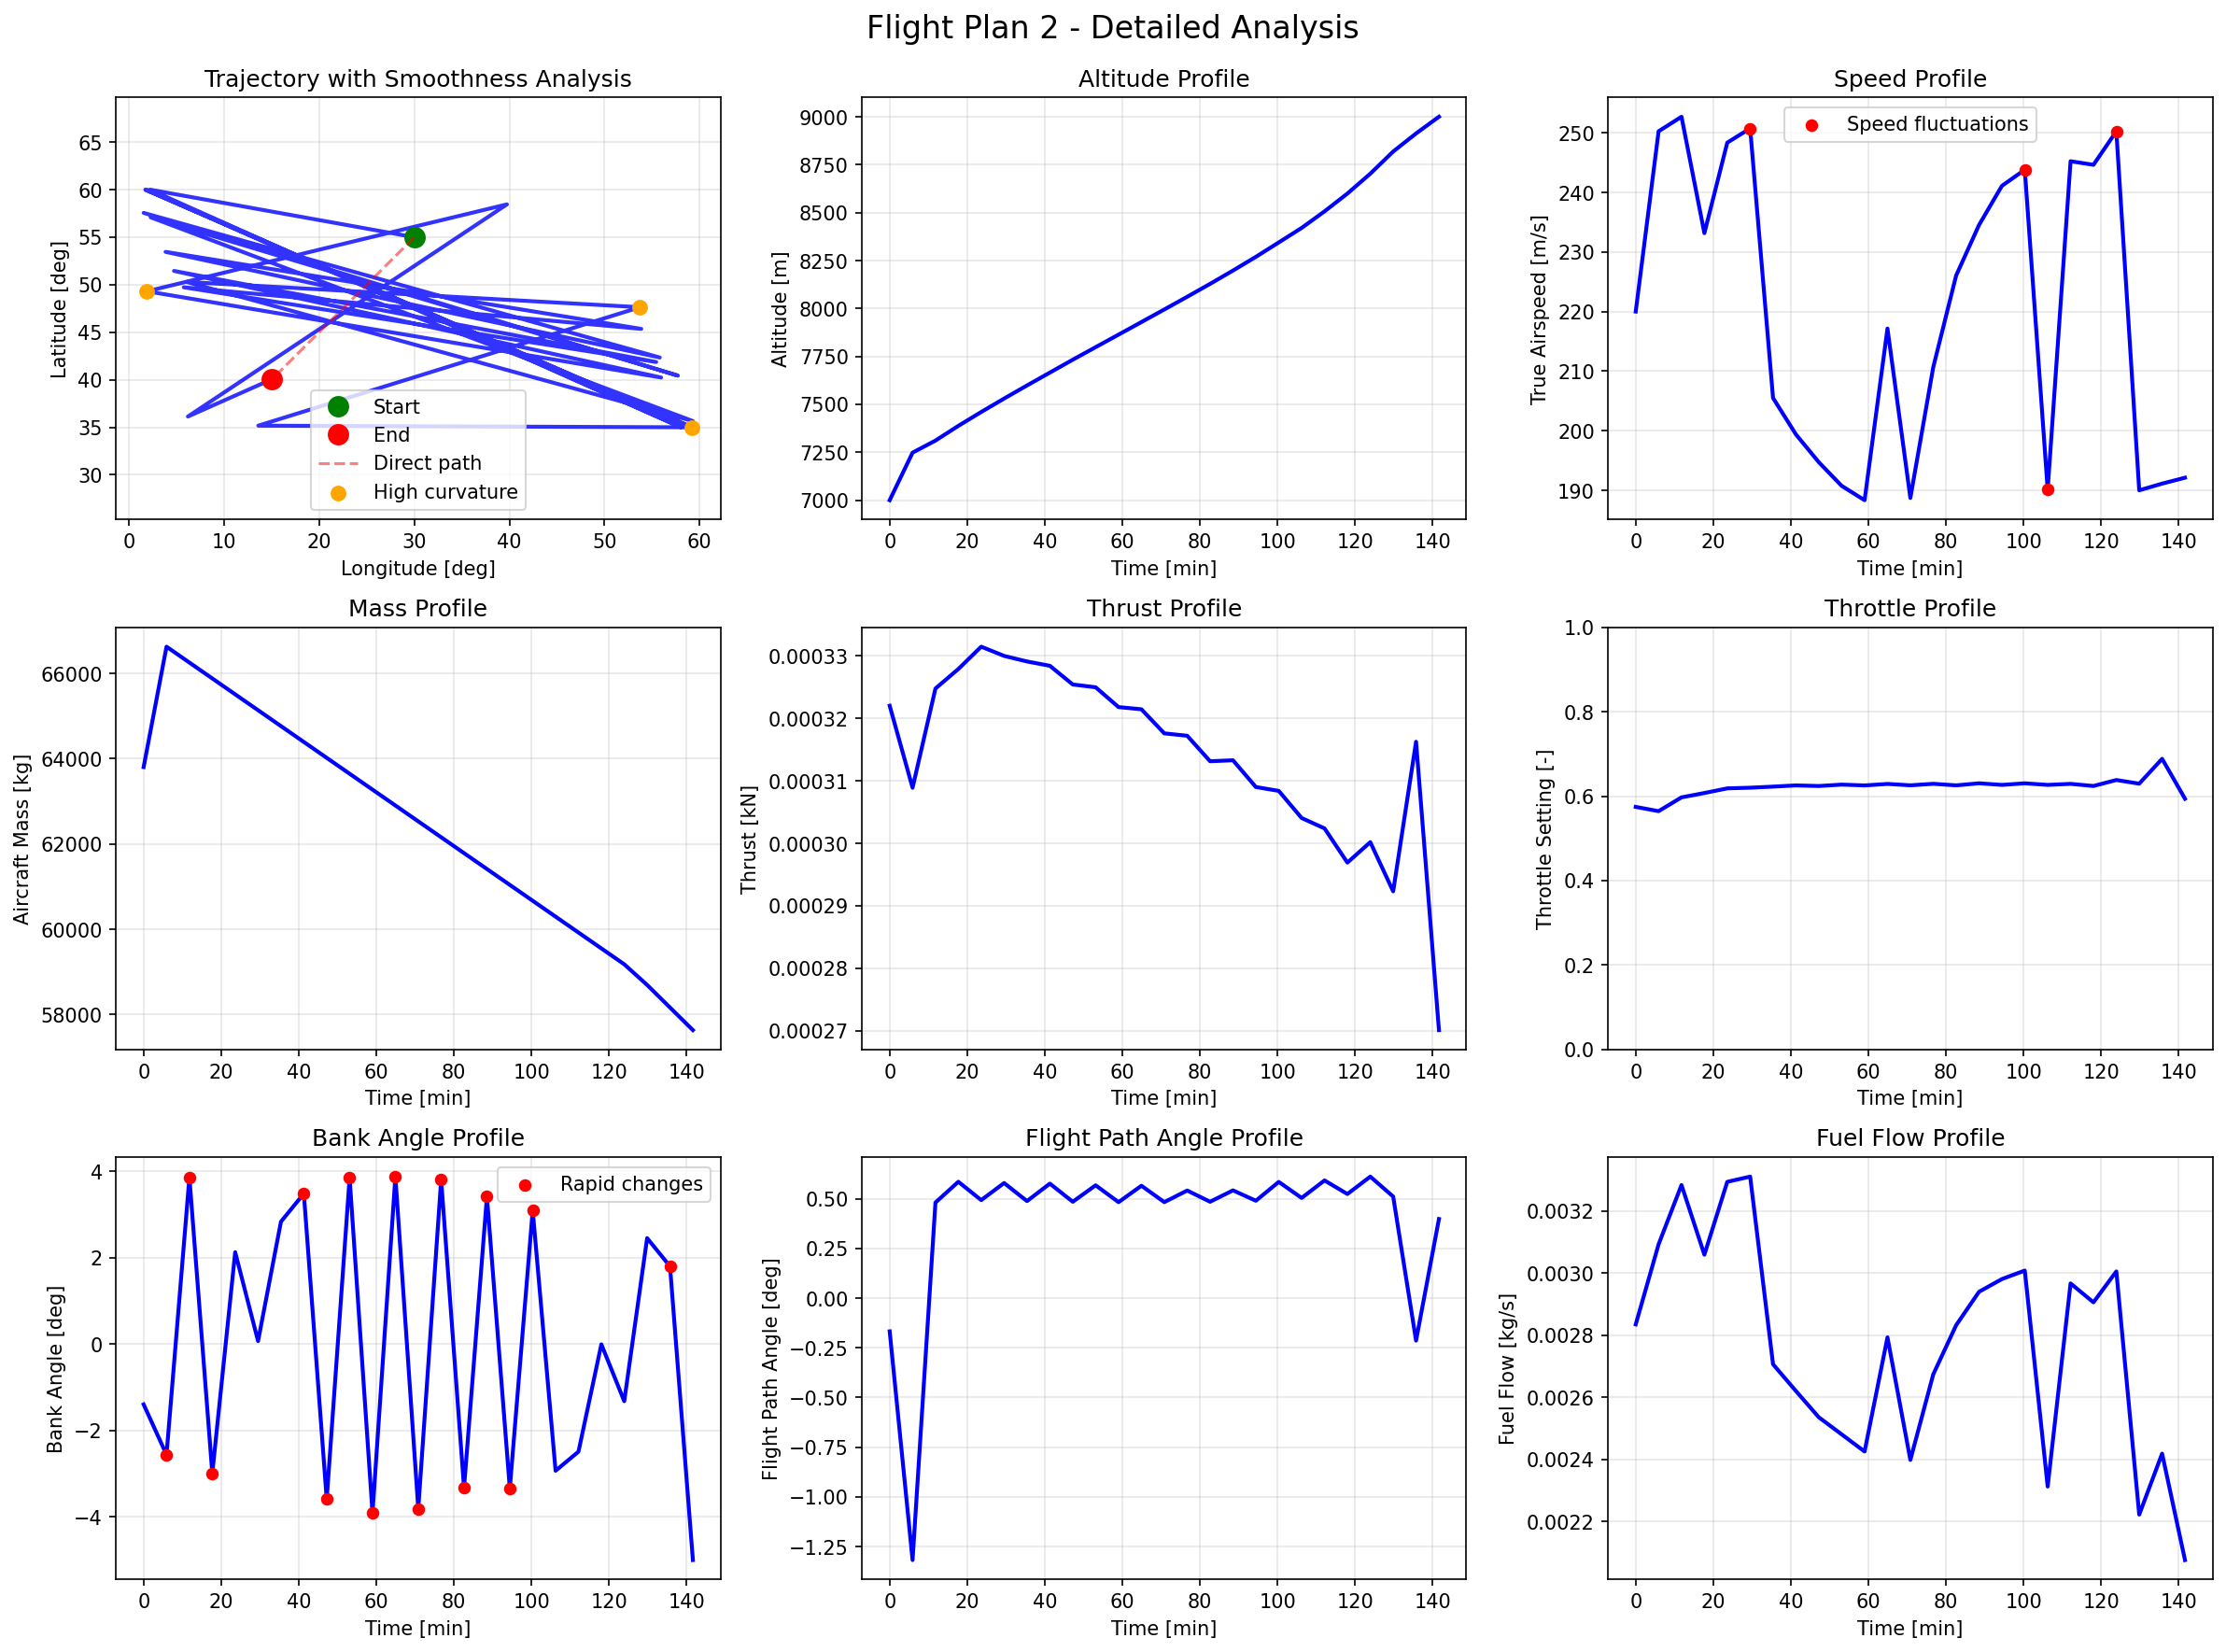 Flight Plan 2 - Detailed Analysis
Trajectory with Smoothness Analysis
65
60
55
50
45
40
35
30
Latitude [deg]
0 10 20 30 40 50 60
Longitude [deg]
Start
End
Direct path
High curvature
Altitude Profile
9000
8750
8500
8250
8000
7750
7500
7250
7000
Altitude [m]
0 20 40 60 80 100 120 140
Time [min]
Speed Profile
Speed fluctuations
250
240
230
220
210
200
190
True Airspeed [m/s]
0 20 40 60 80 100 120 140
Time [min]
Mass Profile
66000
64000
62000
60000
58000
Aircraft Mass [kg]
0 20 40 60 80 100 120 140
Time [min]
Thrust Profile
0.00033
0.00032
0.00031
0.00030
0.00029
0.00028
0.00027
Thrust [kN]
0 20 40 60 80 100 120 140
Time [min]
Throttle Profile
1.0
0.8
0.6
0.4
0.2
0.0
Throttle Setting [-]
0 20 40 60 80 100 120 140
Time [min]
Bank Angle Profile
Rapid changes
4
2
0
−2
−4
Bank Angle [deg]
0 20 40 60 80 100 120 140
Time [min]
Flight Path Angle Profile
0.50
0.25
0.00
−0.25
−0.50
−0.75
−1.00
−1.25
Flight Path Angle [deg]
0 20 40 60 80 100 120 140
Time [min]
Fuel Flow Profile
0.0032
0.0030
0.0028
0.0026
0.0024
0.0022
Fuel Flow [kg/s]
0 20 40 60 80 100 120 140
Time [min]